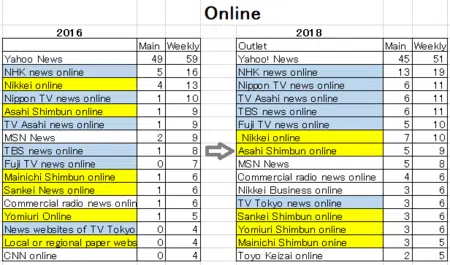 Online
2016
Main Weekly
Yahoo News 49 59
NHK news online 5 16
Nikkei online 4 13
Nippon TV news online 1 10
Asahi Shimbun online 1 9
TV Asahi news online 1 9
MSN News 2 9
TBS news online 1 8
Fuji TV news online 0 7
Mainichi Shimbun online 1 6
Sankei News online 1 6
Commercial radio news onlin 1 6
Yomiuri Online 1 5
News websites of TV Tokyo 0 4
Local or regional paper webs 0 4
CNN online 0 4
2018
Outlet Main Weekly
Yahoo! News 45 51
NHK news online 13 19
Nippon TV news online 6 11
TV Asahi news online 6 11
TBS news online 6 11
Fuji TV news online 5 10
Nikkei online 7 10
Asahi Shimbun online 5 9
MSN News 5 8
Commercial radio news online 4 6
Nikkei Business online 3 6
TV Tokyo news online 3 6
Sankei Shimbun online 3 6
Yomiuri Shimbun online 3 6
Mainichi Shimbun online 3 5
Toyo Keizai online 2 5